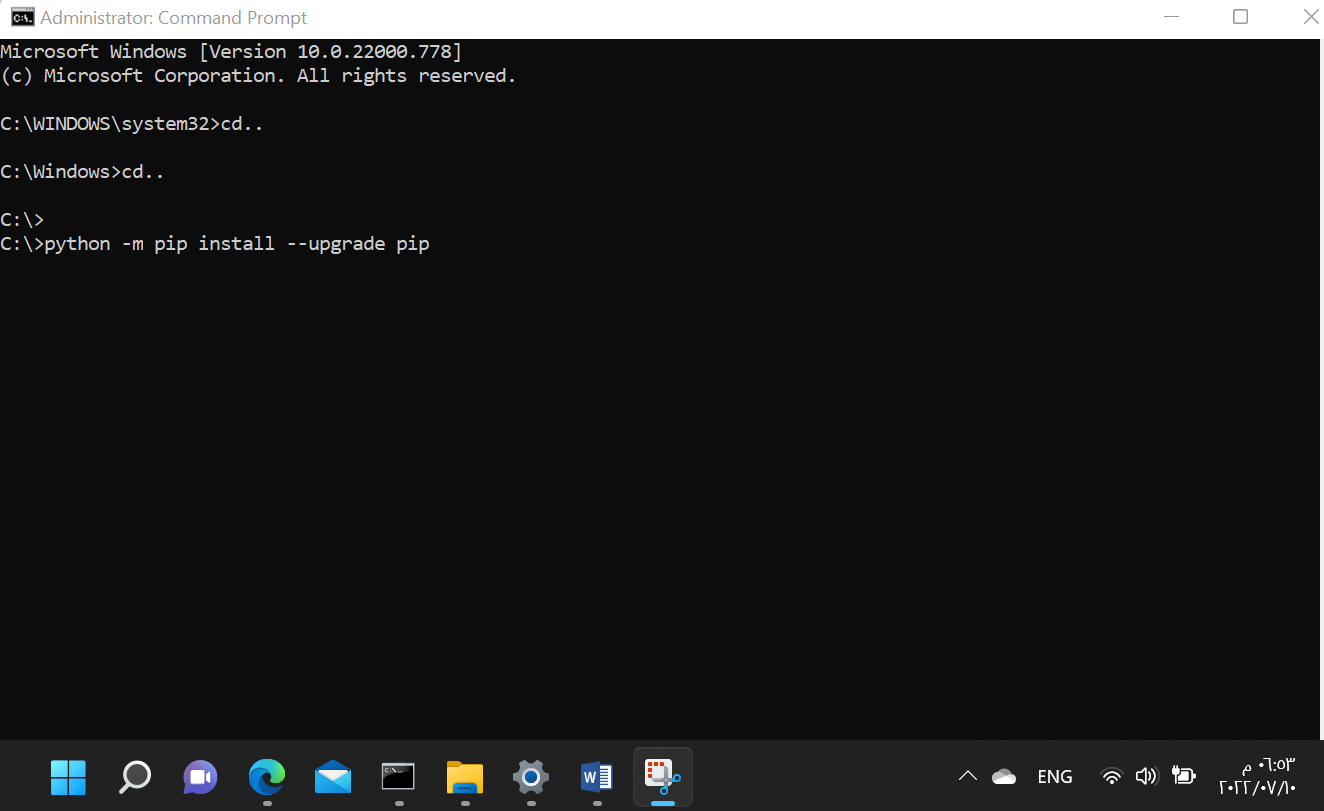 Administrator: Command Prompt
Microsoft Windows [Version 10.0.22000.778]
(c) Microsoft Corporation. All rights reserved.
C:\WINDOWS\system32>cd..
C:\Windows>cd..
C:\>
C:\>python -m pip install --upgrade pip
ENG
٠٦:٥٣ م
٢٠٢٢/٠٧/١٠